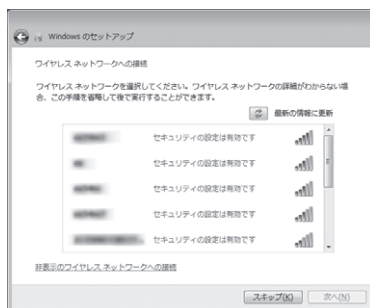 Windows のセットアップ
ワイヤレス ネットワークへの接続
ワイヤレス ネットワークを選択してください。ワイヤレス ネットワークの詳細がわからない場
合、この手順を省略して後で実行することができます。
最新の情報に更新
セキュリティの設定は有効です
セキュリティの設定は有効です
セキュリティの設定は有効です
セキュリティの設定は有効です
セキュリティの設定は有効です
非表示のワイヤレス ネットワークへの接続
スキップ(K) 次へ(N)